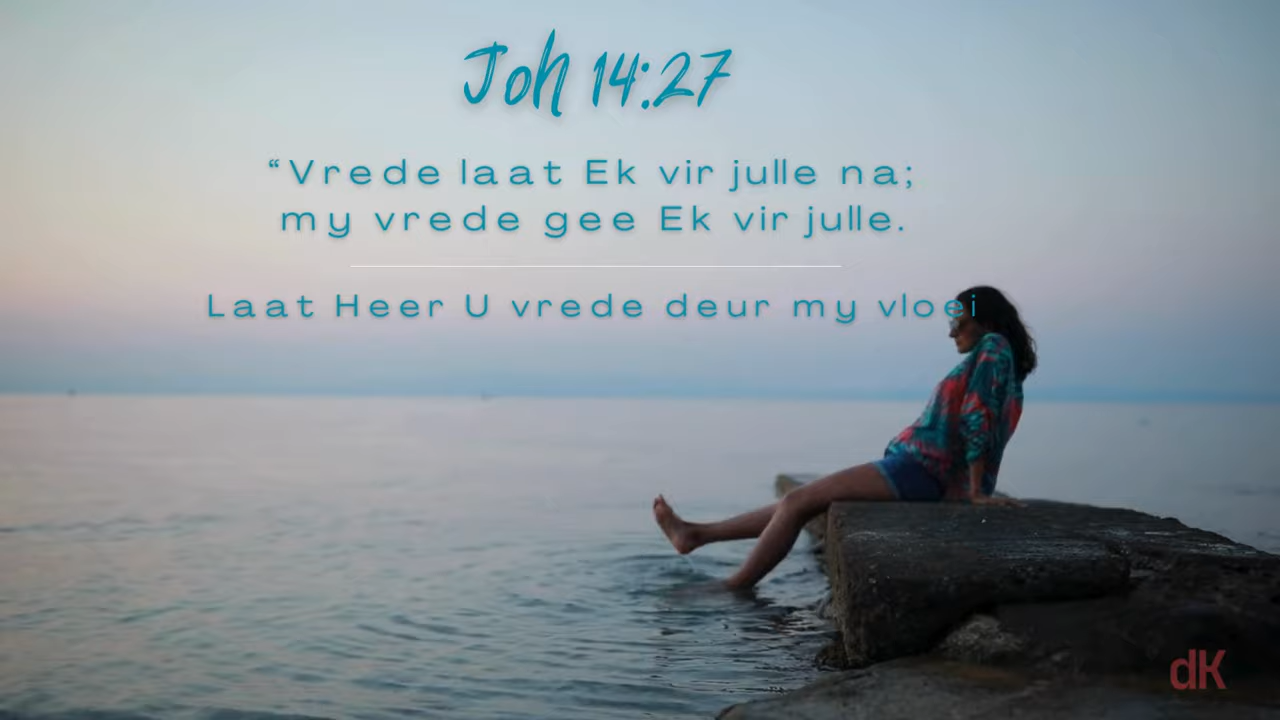 Joh 14:27
“Vrede laat Ek vir julle na;
my vrede gee Ek vir julle.
Laat Heer U vrede deur my vloei
dK